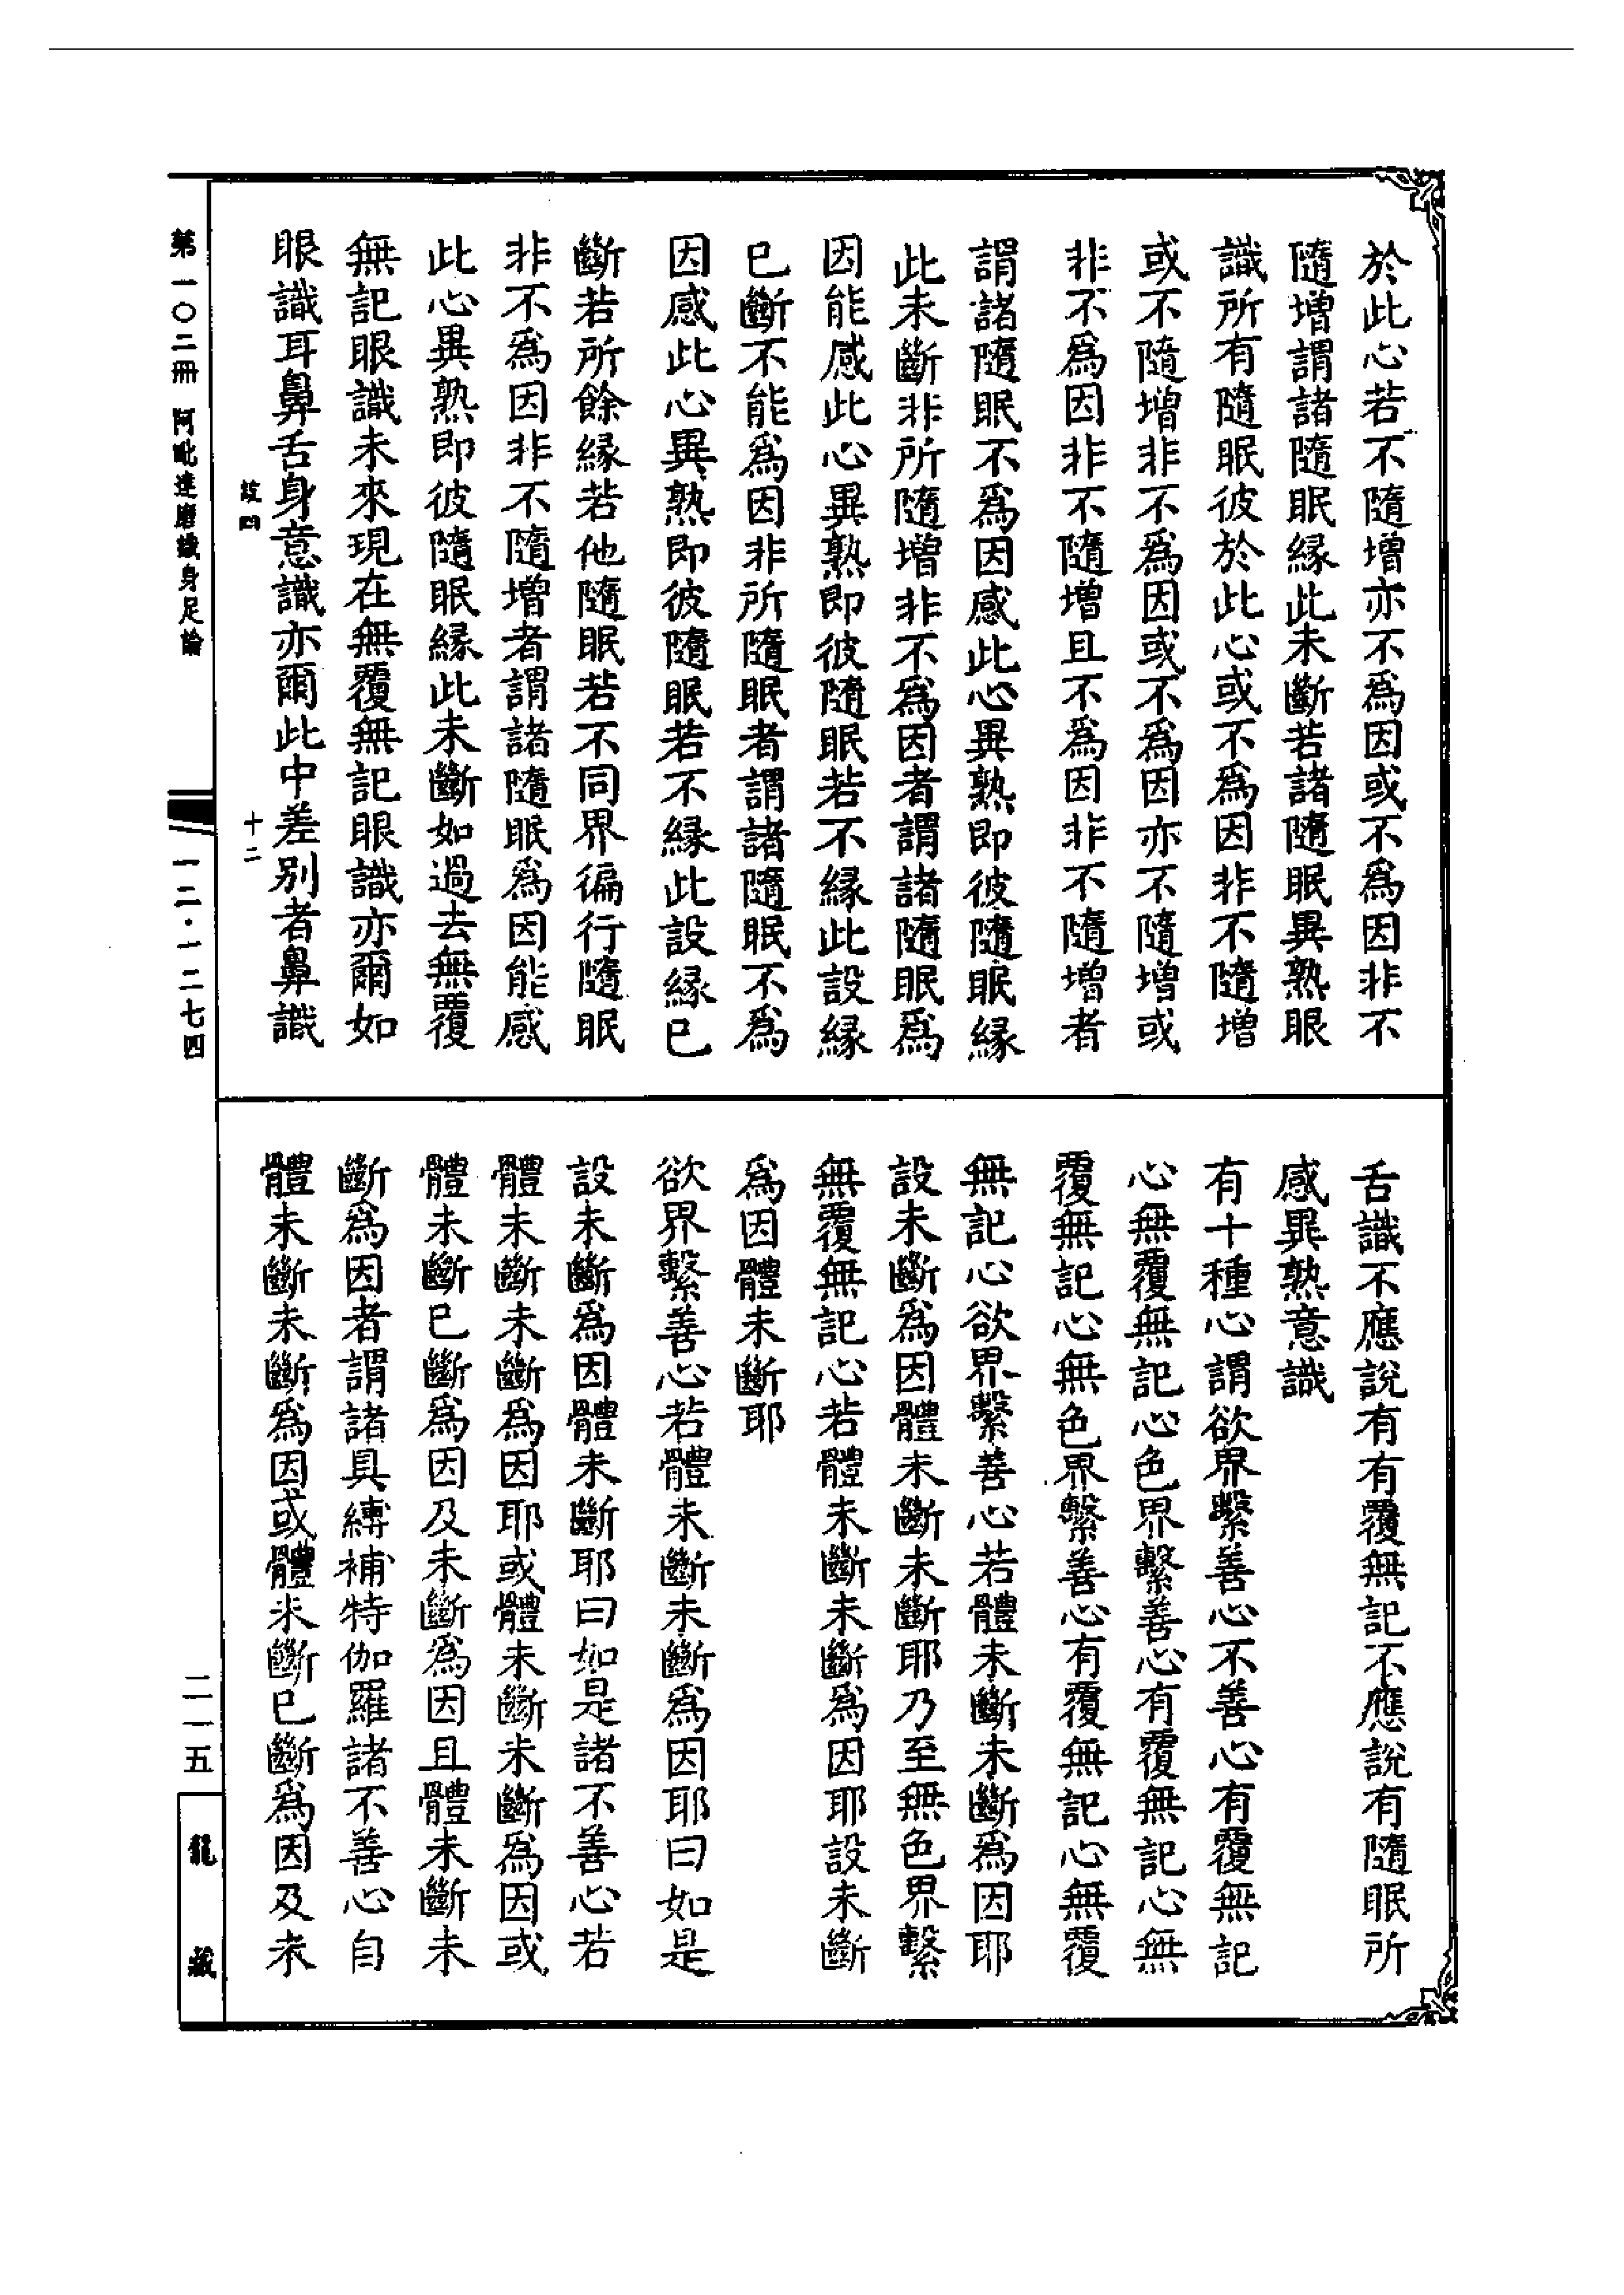 於此心若不隨增亦不爲因或不爲因非不
隨增謂諸隨眠緣此未斷若諸隨眠異熟眼
識所有隨眠彼於此心或不爲因非不隨增
或不隨增非不爲因或不爲因亦不隨增或
非不爲因非不隨增且不爲因非不隨增者
謂諸隨眠不爲因感此心異熟即彼隨眠緣
此未斷非所隨增非不爲因者謂諸隨眠爲
因能感此心異熟即彼隨眠若不緣此設緣
已斷不能爲因非所隨眠者謂諸隨眠不爲
因感此心異熟即彼隨眠若不緣此設緣已
斷若所餘緣若他隨眠若不同界徧行隨眠
非不爲因非不隨增者謂諸隨眠爲因能感
此心異熟即彼隨眠緣此未斷如過去無覆
無記眼識未來現在無覆無記眼識亦爾如
眼識耳鼻舌身意識亦爾此中差別者鼻識
十二
第一〇二冊 阿毗達磨識身足論
一二·一二七四
舌識不應說有有覆無記不應說有隨眠所
感異熟意識
有十種心謂欲界繫善心不善心有覆無記
心無覆無記心色界繫善心有覆無記心無
覆無記心無色界繫善心有覆無記心無覆
無記心欲界繫善心若體未斷未斷爲因耶
設未斷爲因體未斷未斷耶乃至無色界繫
無覆無記心若體未斷未斷爲因耶設未斷
爲因體未斷耶
欲界繫善心若體未斷未斷爲因耶曰如是
設未斷爲因體未斷耶曰如是諸不善心若
體未斷未斷爲因耶或體未斷未斷爲因或
體未斷已斷爲因及未斷爲因且體未斷未
斷爲因者謂諸具縛補特伽羅諸不善心自
體未斷未斷爲因或體未斷已斷爲因及未
二一五
龍藏